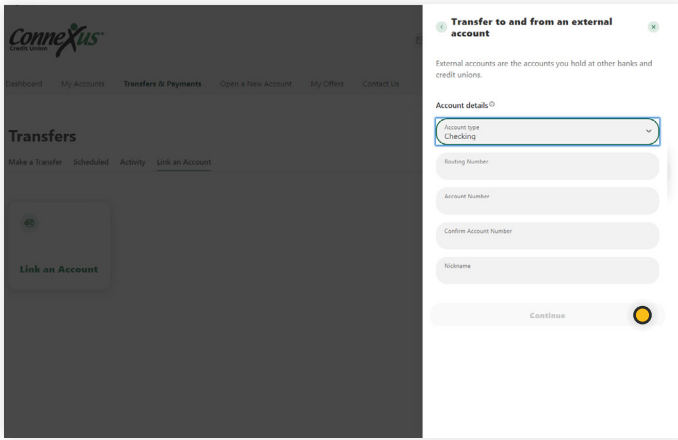 ConneXus
Credit Union
Dashboard My Accounts Transfers & Payments Open a New Account My Offers Contact Us
Transfers
Make a Transfer Scheduled Activity Link an Account
Link an Account
Transfer to and from an external
account
External accounts are the accounts you hold at other banks and
credit unions.
Account details
Account type
Checking
Routing Number
Account Number
Confirm Account Number
Nickname
Continue